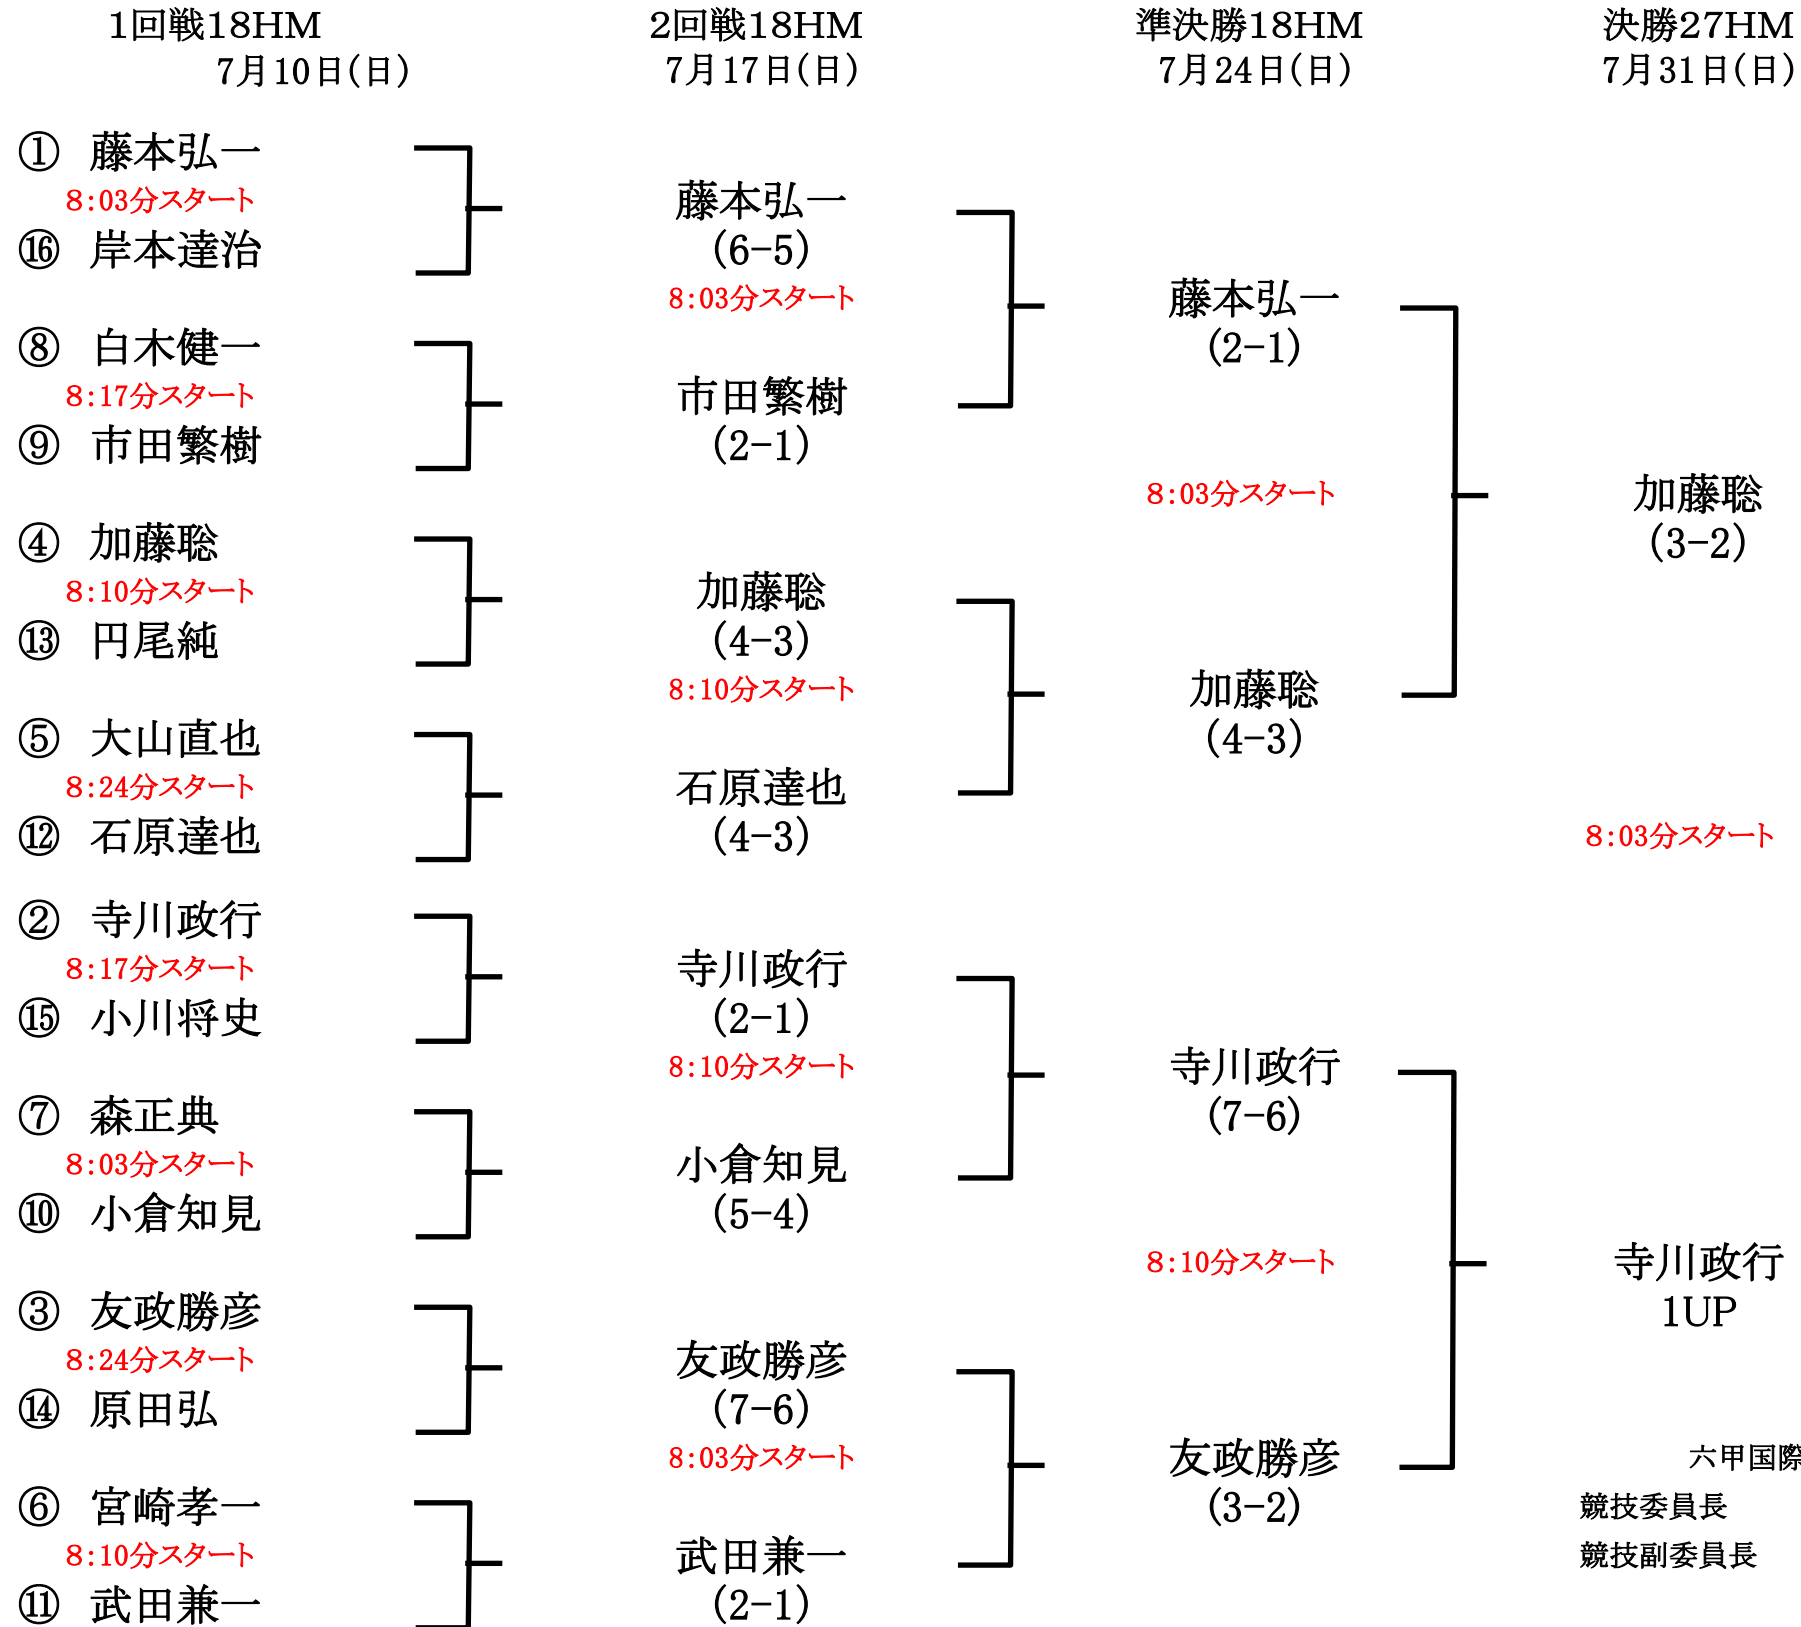 1回戦18HM
7月10日(日)
2回戦18HM
7月17日(日)
準決勝18HM
7月24日(日)
決勝27HM
7月31日(日)
① 藤本弘一
8:03分スタート
⑯ 岸本達治
⑧ 白木健一
8:17分スタート
⑨ 市田繁樹
④ 加藤聡
8:10分スタート
⑬ 円尾純
⑤ 大山直也
8:24分スタート
⑫ 石原達也
② 寺川政行
8:17分スタート
⑮ 小川将史
⑦ 森正典
8:03分スタート
⑩ 小倉知見
③ 友政勝彦
8:24分スタート
⑭ 原田弘
⑥ 宮崎孝一
8:10分スタート
⑪ 武田兼一
藤本弘一
(6-5)
8:03分スタート
市田繁樹
(2-1)
加藤聡
(4-3)
8:10分スタート
石原達也
(4-3)
寺川政行
(2-1)
8:10分スタート
小倉知見
(5-4)
友政勝彦
(7-6)
8:03分スタート
武田兼一
(2-1)
藤本弘一
(2-1)
8:03分スタート
加藤聡
(4-3)
寺川政行
(7-6)
8:10分スタート
友政勝彦
(3-2)
加藤聡
(3-2)
8:03分スタート
寺川政行
1UP
六甲国際
競技委員長
競技副委員長